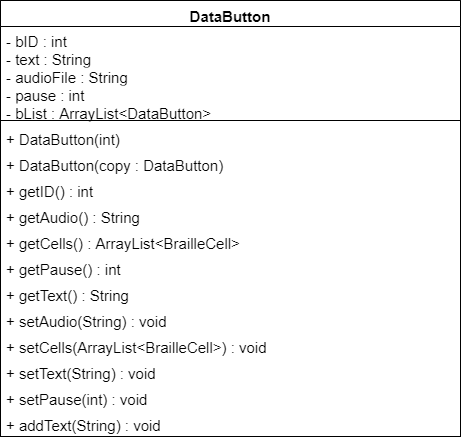 DataButton
- bID : int
- text : String
- audioFile : String
- pause : int
- bList : ArrayList<DataButton>
+ DataButton(int)
+ DataButton(copy : DataButton)
+ getID() : int
+ getAudio() : String
+ getCells() : ArrayList<BrailleCell>
+ getPause() : int
+ getText() : String
+ setAudio(String) : void
+ setCells(ArrayList<BrailleCell>) : void
+ setText(String) : void
+ setPause(int) : void
+ addText(String) : void